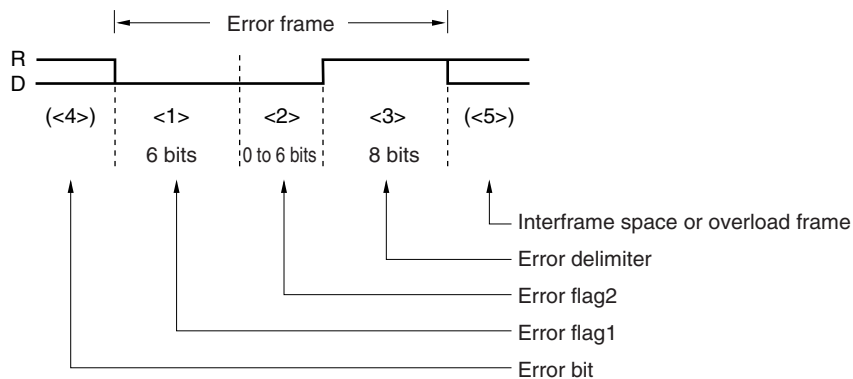 Error frame
R
D
(<4>) <1> <2> <3> (<5>)
6 bits 0 to 6 bits 8 bits
Interframe space or overload frame
Error delimiter
Error flag2
Error flag1
Error bit